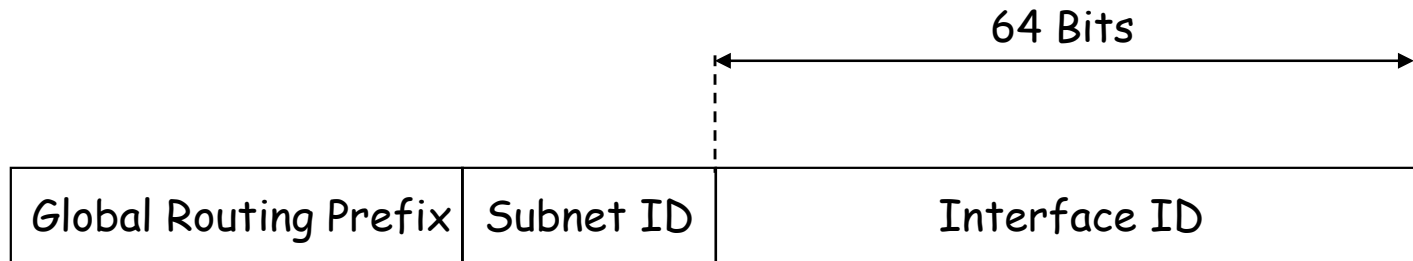 64 Bits
Global Routing Prefix
Subnet ID
Interface ID